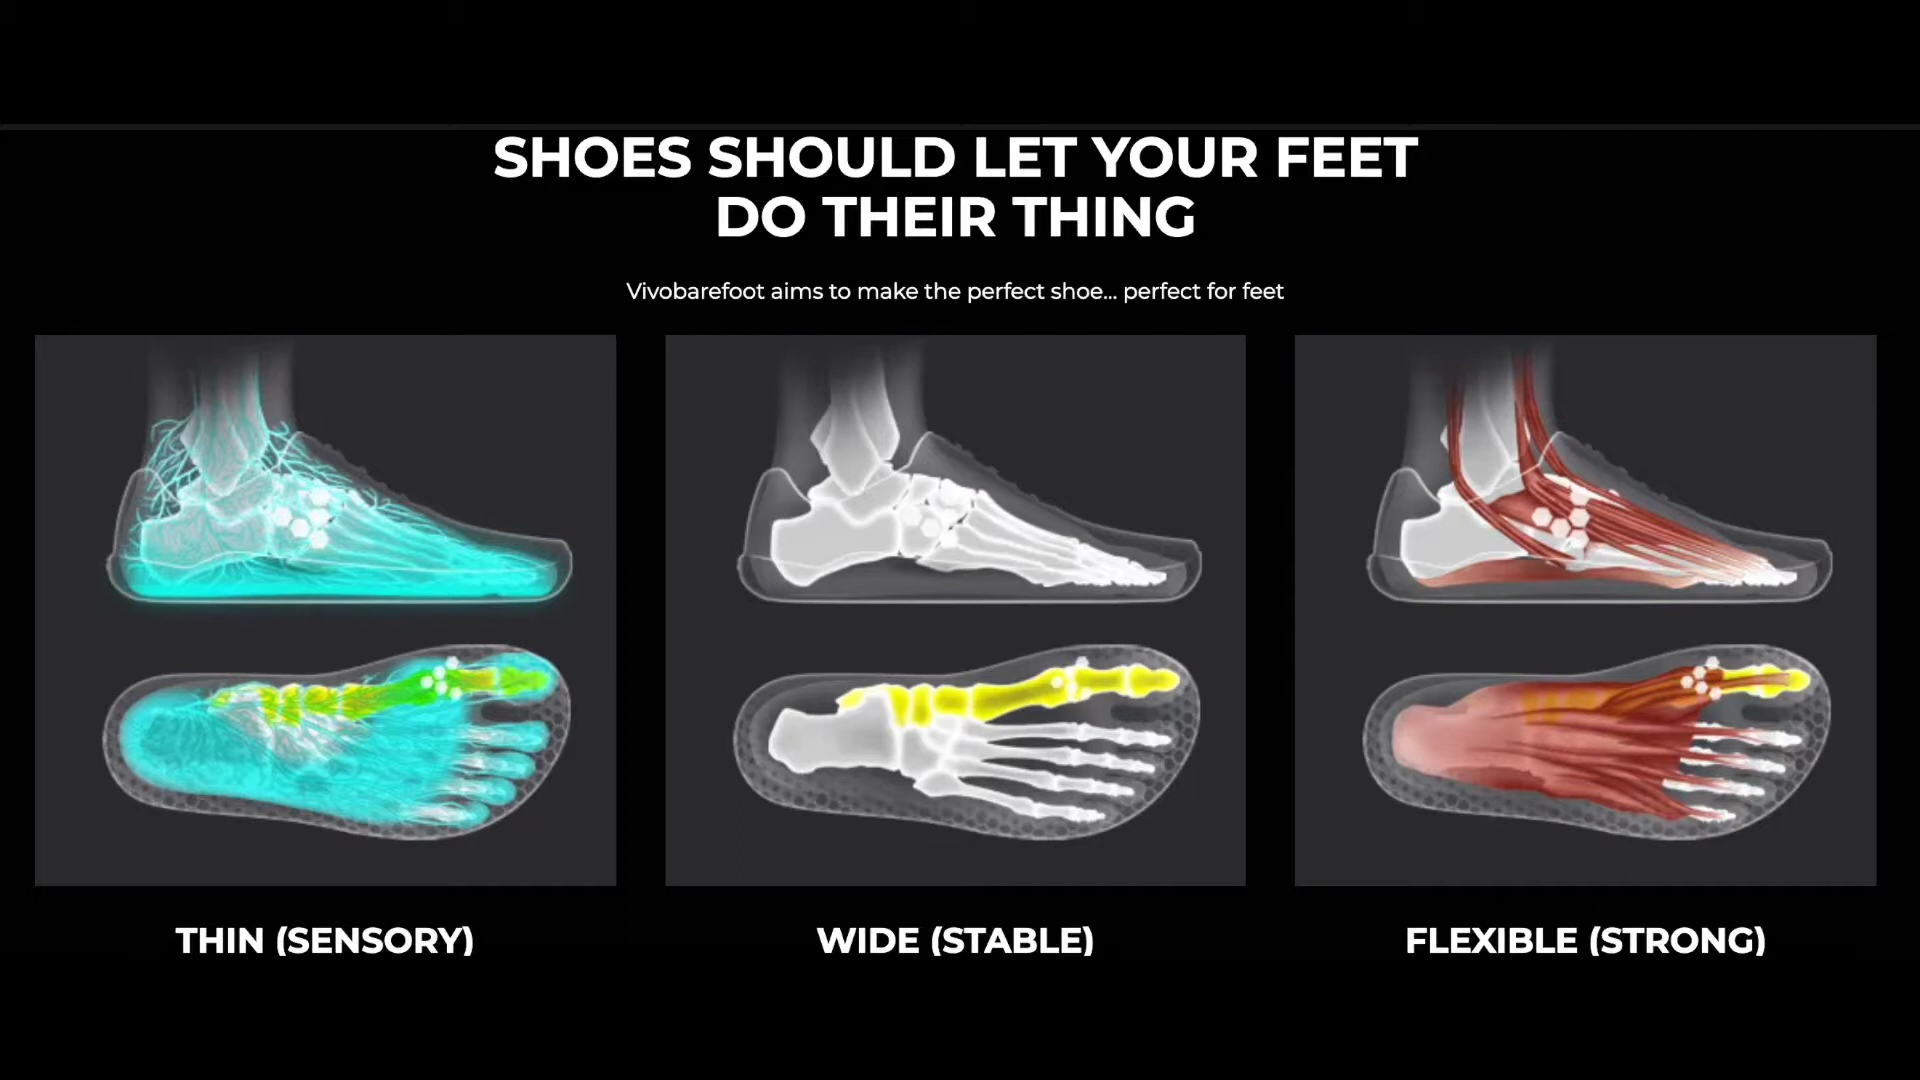 SHOES SHOULD LET YOUR FEET
DO THEIR THING
Vivobarefoot aims to make the perfect shoe... perfect for feet
THIN (SENSORY)
WIDE (STABLE)
FLEXIBLE (STRONG)